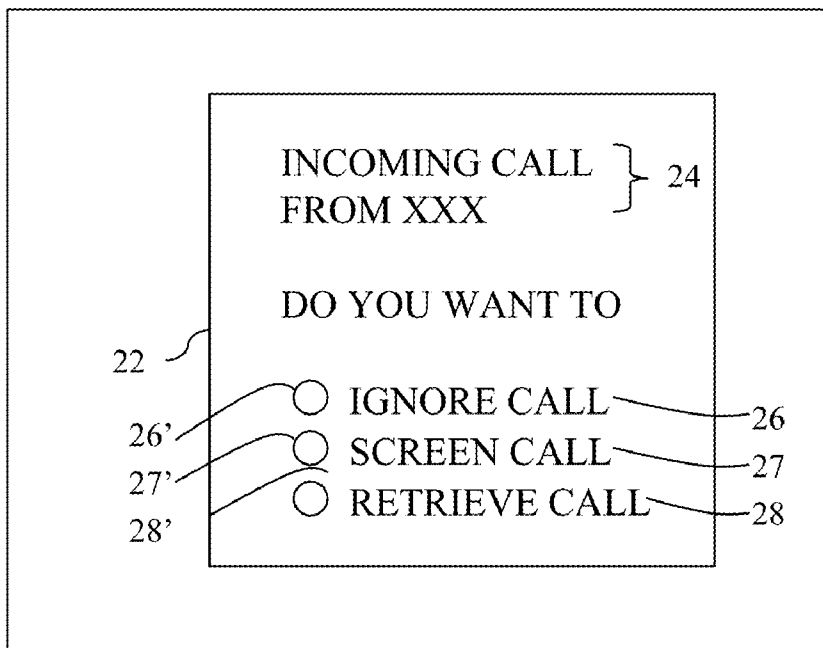 INCOMING CALL
FROM XXX
24
DO YOU WANT TO
22
26’
IGNORE CALL
26
27’
SCREEN CALL
27
28’
RETRIEVE CALL
28